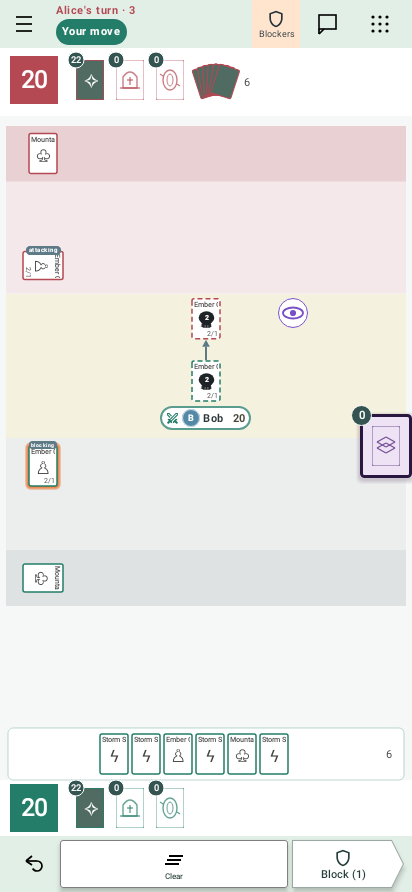 Alice's turn · 3
Your move
Blockers
20
22
0
0
6
Mounta
attacking
Ember
2/1
Ember
2
2/1
Ember
2
2/1
B Bob 20
0
blocking
Ember
2/1
Mounta
Storm S
Storm S
Ember
Storm S
Mounta
Storm S
6
20
22
0
0
Clear
Block (1)